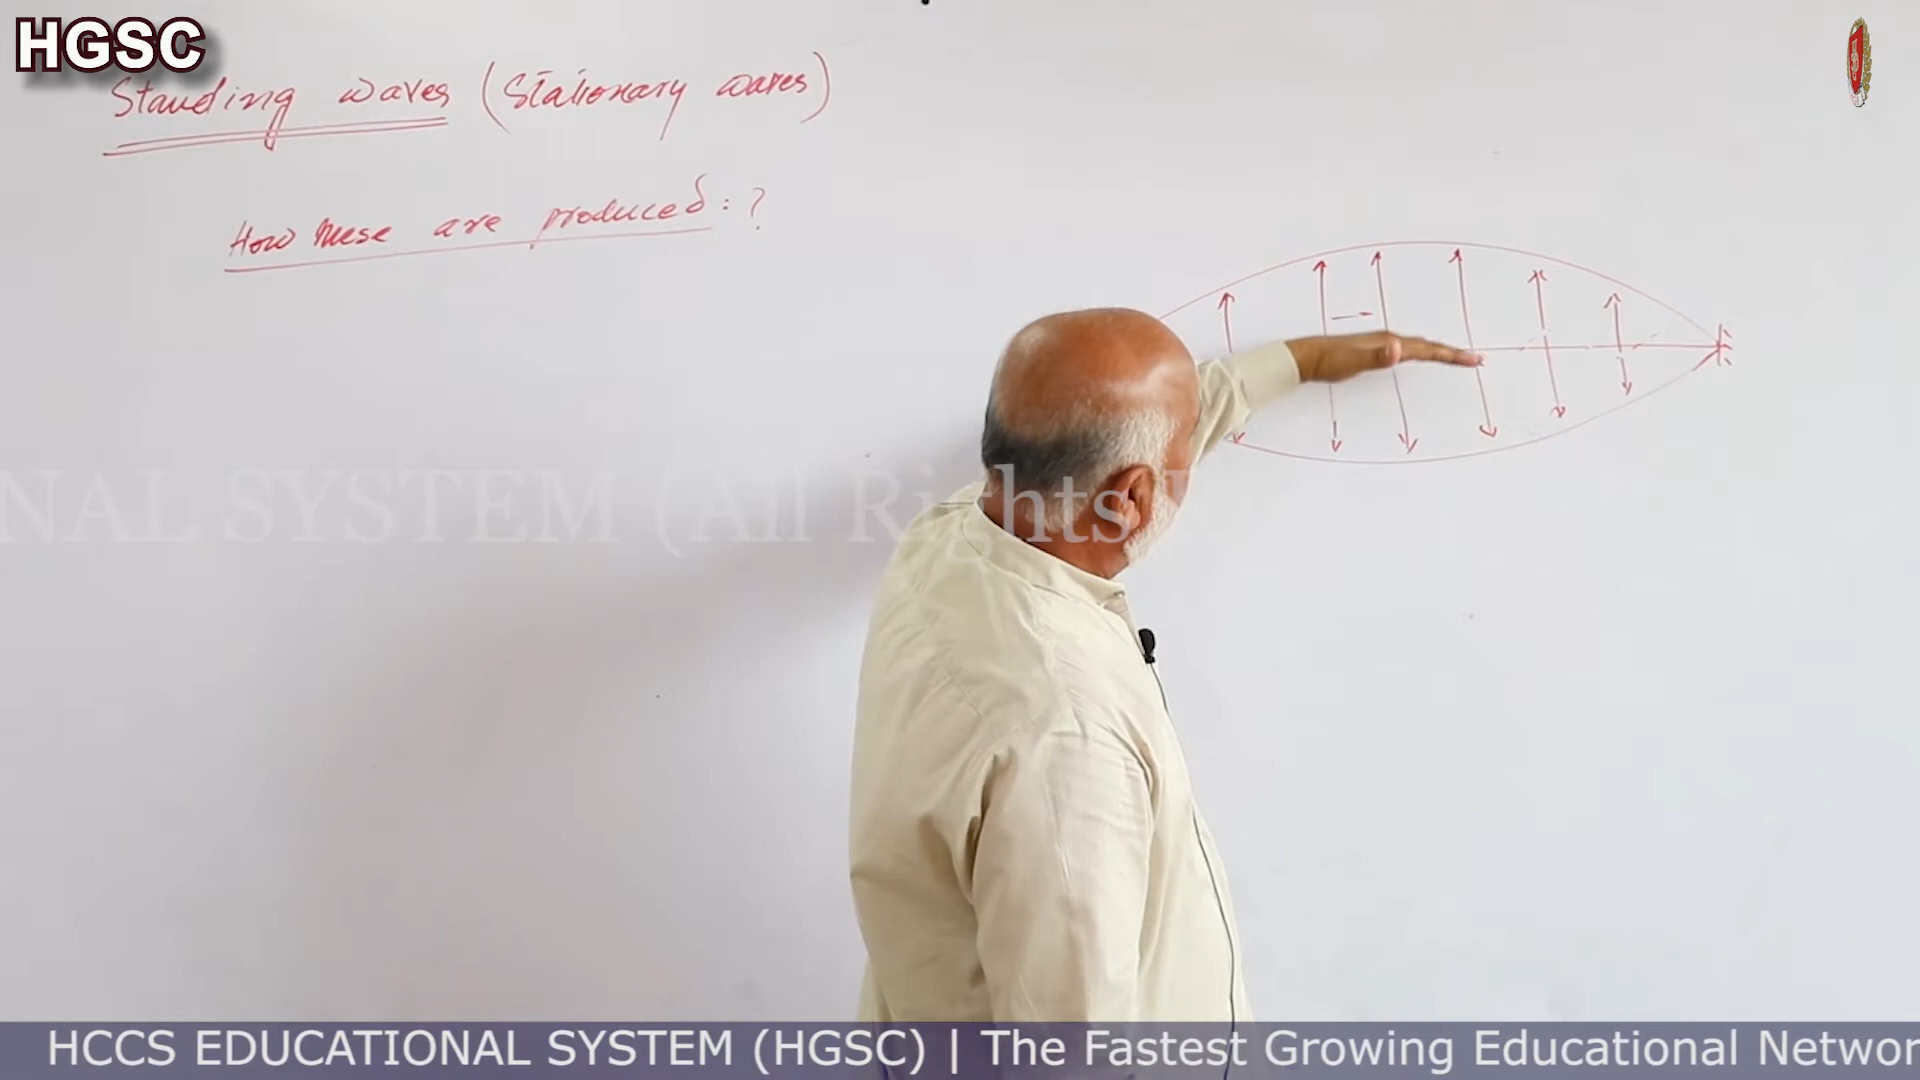 HGSC
Standing waves (Stationary waves)
How these are produced : ?
NAL SYSTEM (All Rights R
HCCS EDUCATIONAL SYSTEM (HGSC) | The Fastest Growing Educational Networ